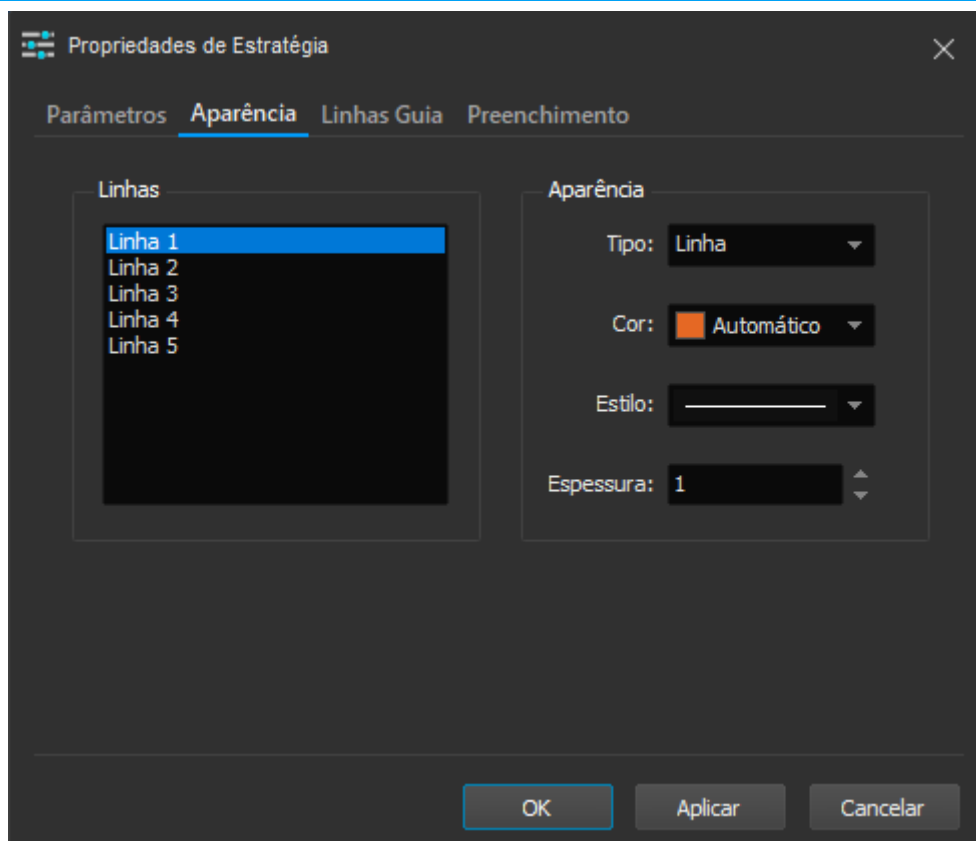 Propriedades de Estratégia
Parâmetros Aparência Linhas Guia Preenchimento
Linhas
Linha 1
Linha 2
Linha 3
Linha 4
Linha 5
Aparência
Tipo: Linha
Cor: Automático
Estilo:
Espessura: 1
OK Aplicar Cancelar